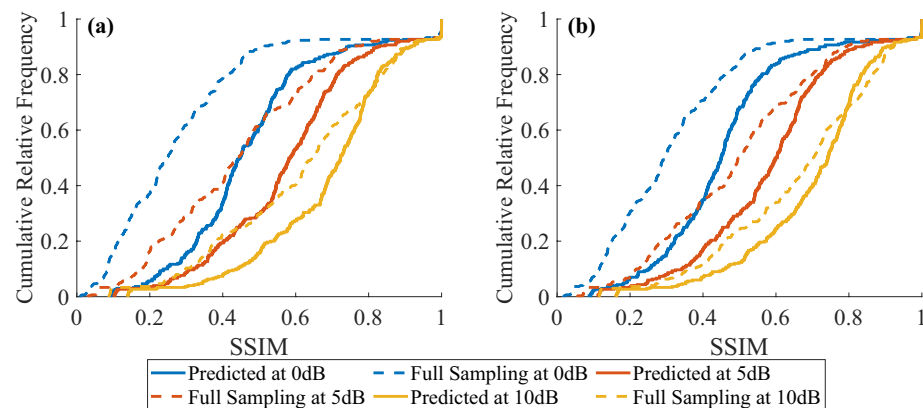 (a)
Cumulative Relative Frequency
1
0.8
0.6
0.4
0.2
0
0.2
0.4
0.6
0.8
1
SSIM
(b)
Cumulative Relative Frequency
1
0.8
0.6
0.4
0.2
0
0
0.2
0.4
0.6
0.8
1
SSIM
Predicted at 0dB
Full Sampling at 0dB
Predicted at 5dB
Full Sampling at 5dB
Predicted at 10dB
Full Sampling at 10dB